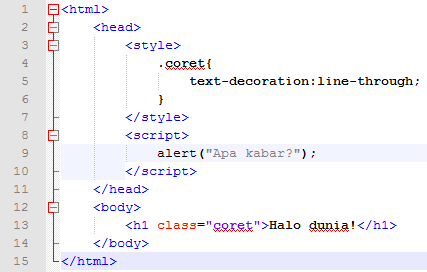 1 <html>
2 <head>
3 <style>
4 .coret{
5 text-decoration:line-through;
6 }
7 </style>
8 <script>
9 alert("Apa kabar?");
10 </script>
11 </head>
12 <body>
13 <h1 class="coret">Halo dunia!</h1>
14 </body>
15 </html>